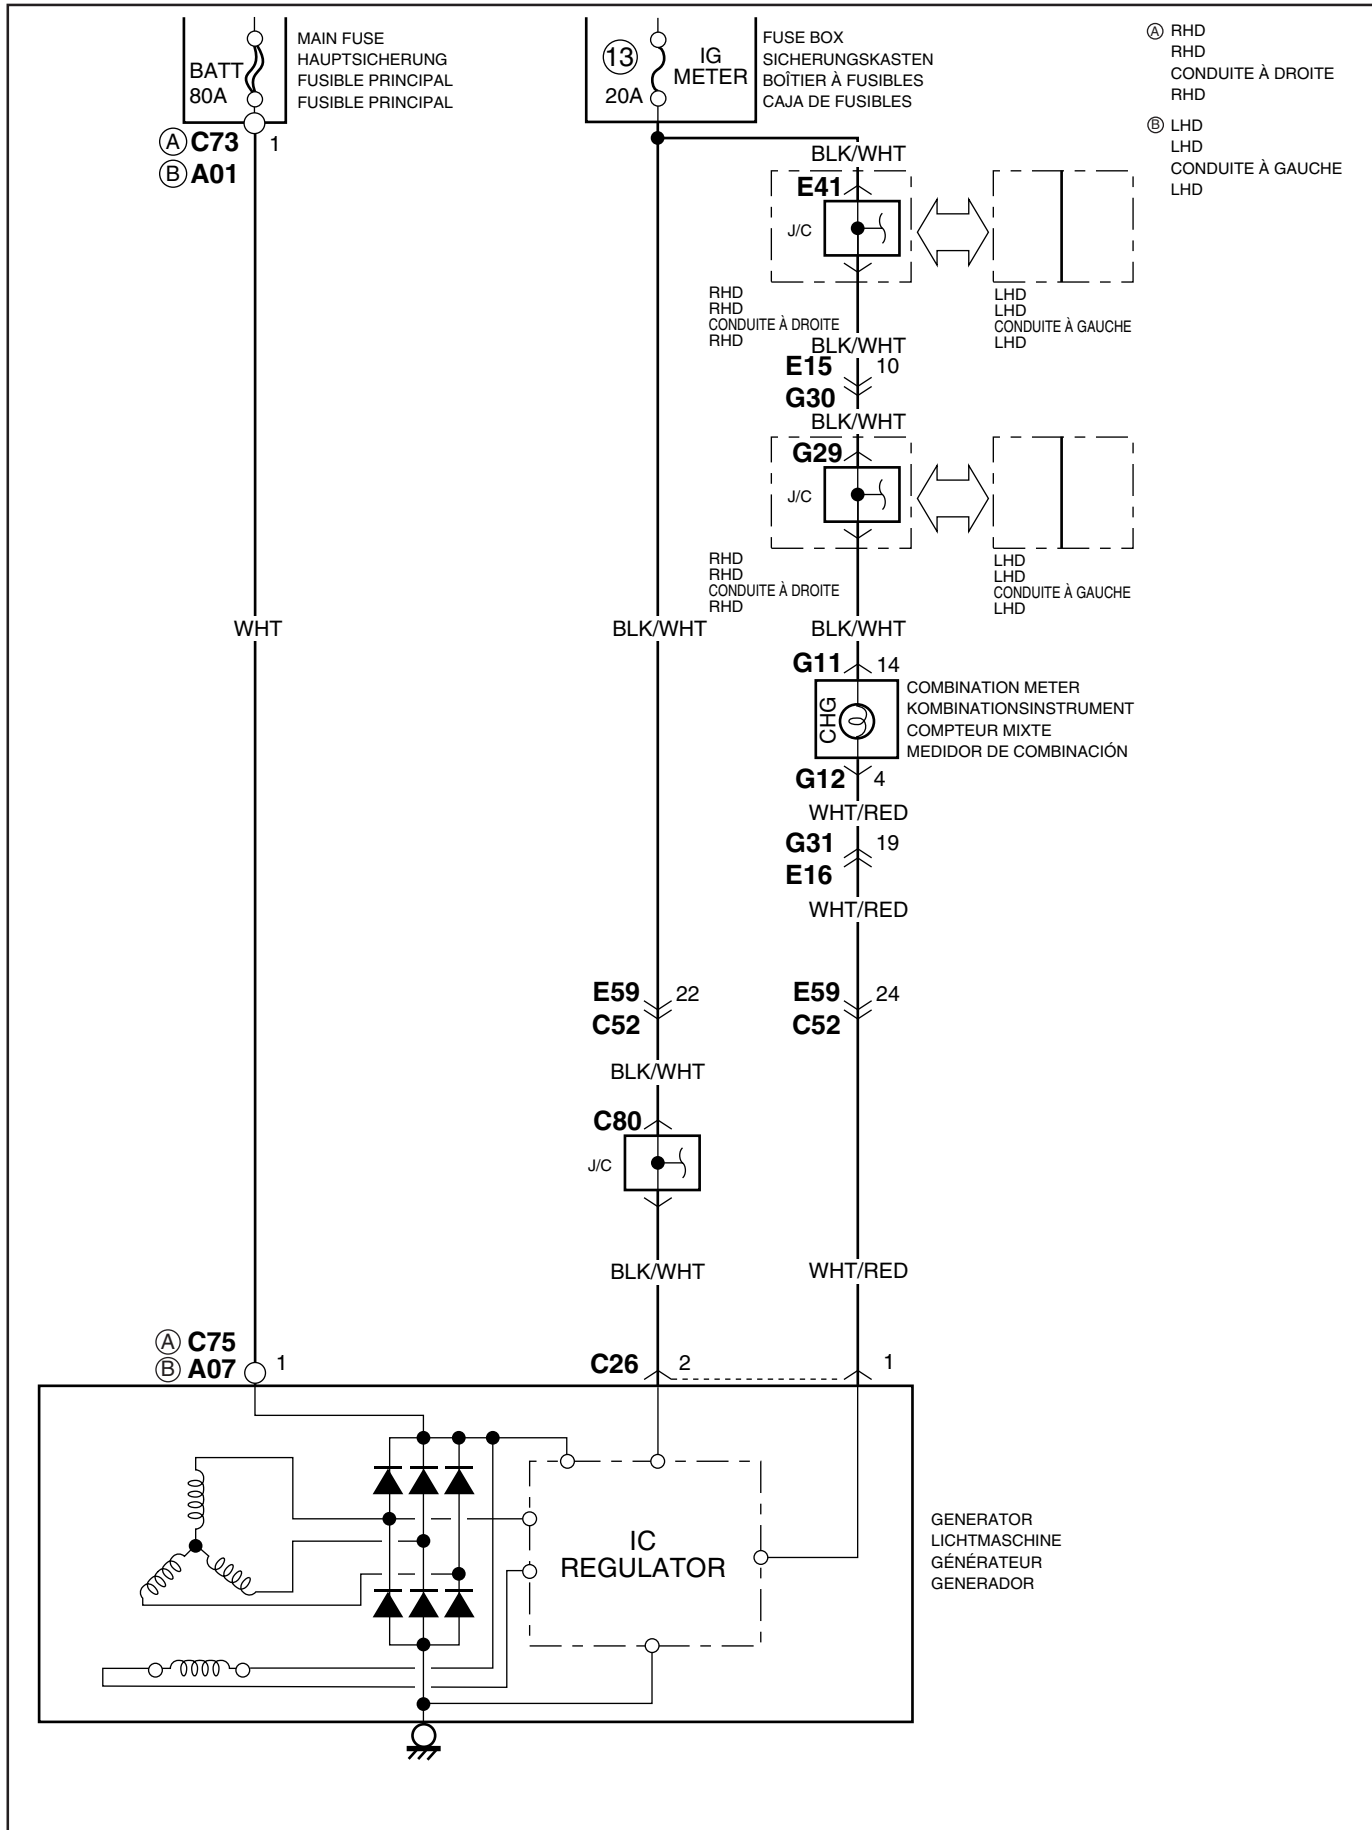 BATT
80A
MAIN FUSE
HAUPTSICHERUNG
FUSIBLE PRINCIPAL
FUSIBLE PRINCIPAL
A C73
B A01
1
13
20A
IG
METER
FUSE BOX
SICHERUNGSKASTEN
BOÎTIER À FUSIBLES
CAJA DE FUSIBLES
A RHD
RHD
CONDUITE À DROITE
RHD
B LHD
LHD
CONDUITE À GAUCHE
LHD
BLK/WHT
E41
J/C
RHD
RHD
CONDUITE À DROITE
RHD
LHD
LHD
CONDUITE À GAUCHE
LHD
BLK/WHT
E15 10
G30
BLK/WHT
G29
J/C
RHD
RHD
CONDUITE À DROITE
RHD
LHD
LHD
CONDUITE À GAUCHE
LHD
WHT
BLK/WHT
BLK/WHT
G11 14
CHG
COMBINATION METER
KOMBINATIONSINSTRUMENT
COMPTEUR MIXTE
MEDIDOR DE COMBINACIÓN
G12 4
WHT/RED
G31 19
E16
WHT/RED
E59 22
C52
E59 24
C52
BLK/WHT
C80
J/C
BLK/WHT
WHT/RED
A C75
B A07
1
C26 2
1
IC
REGULATOR
GENERATOR
LICHTMASCHINE
GÉNÉRATEUR
GENERADOR